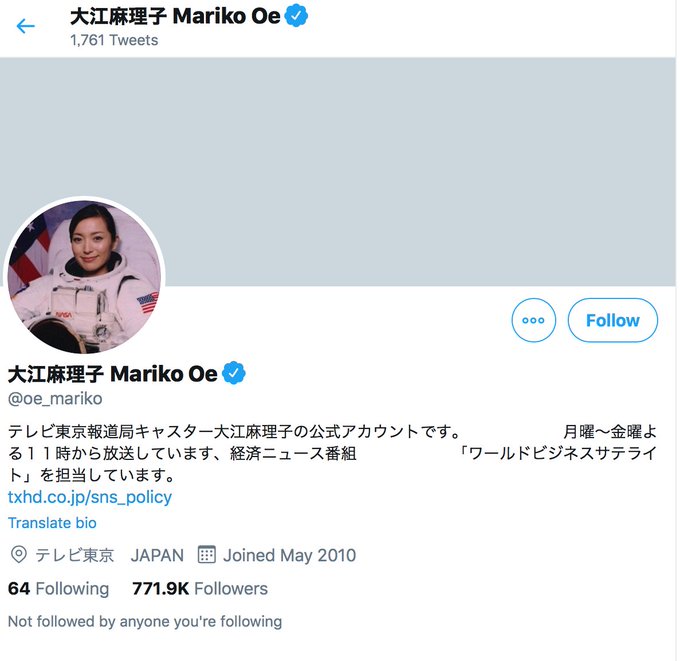 大江麻理子 Mariko Oe
1,761 Tweets
NASA
Follow
大江麻理子 Mariko Oe
@oe_mariko
テレビ東京報道局キャスター大江麻理子の公式アカウントです。 月曜〜金曜よ
る１１時から放送しています、経済ニュース番組 「ワールドビジネスサテライ
ト」を担当しています。
txhd.co.jp/sns_policy
Translate bio
テレビ東京 JAPAN Joined May 2010
64 Following 771.9K Followers
Not followed by anyone you're following